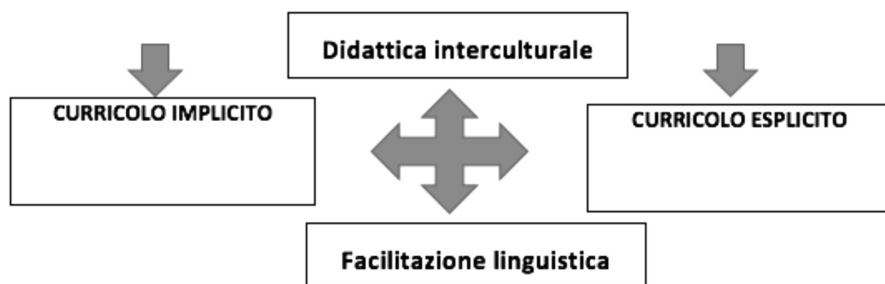 Didattica interculturale
CURRICOLO IMPLICITO
CURRICOLO ESPLICITO
Facilitazione linguistica